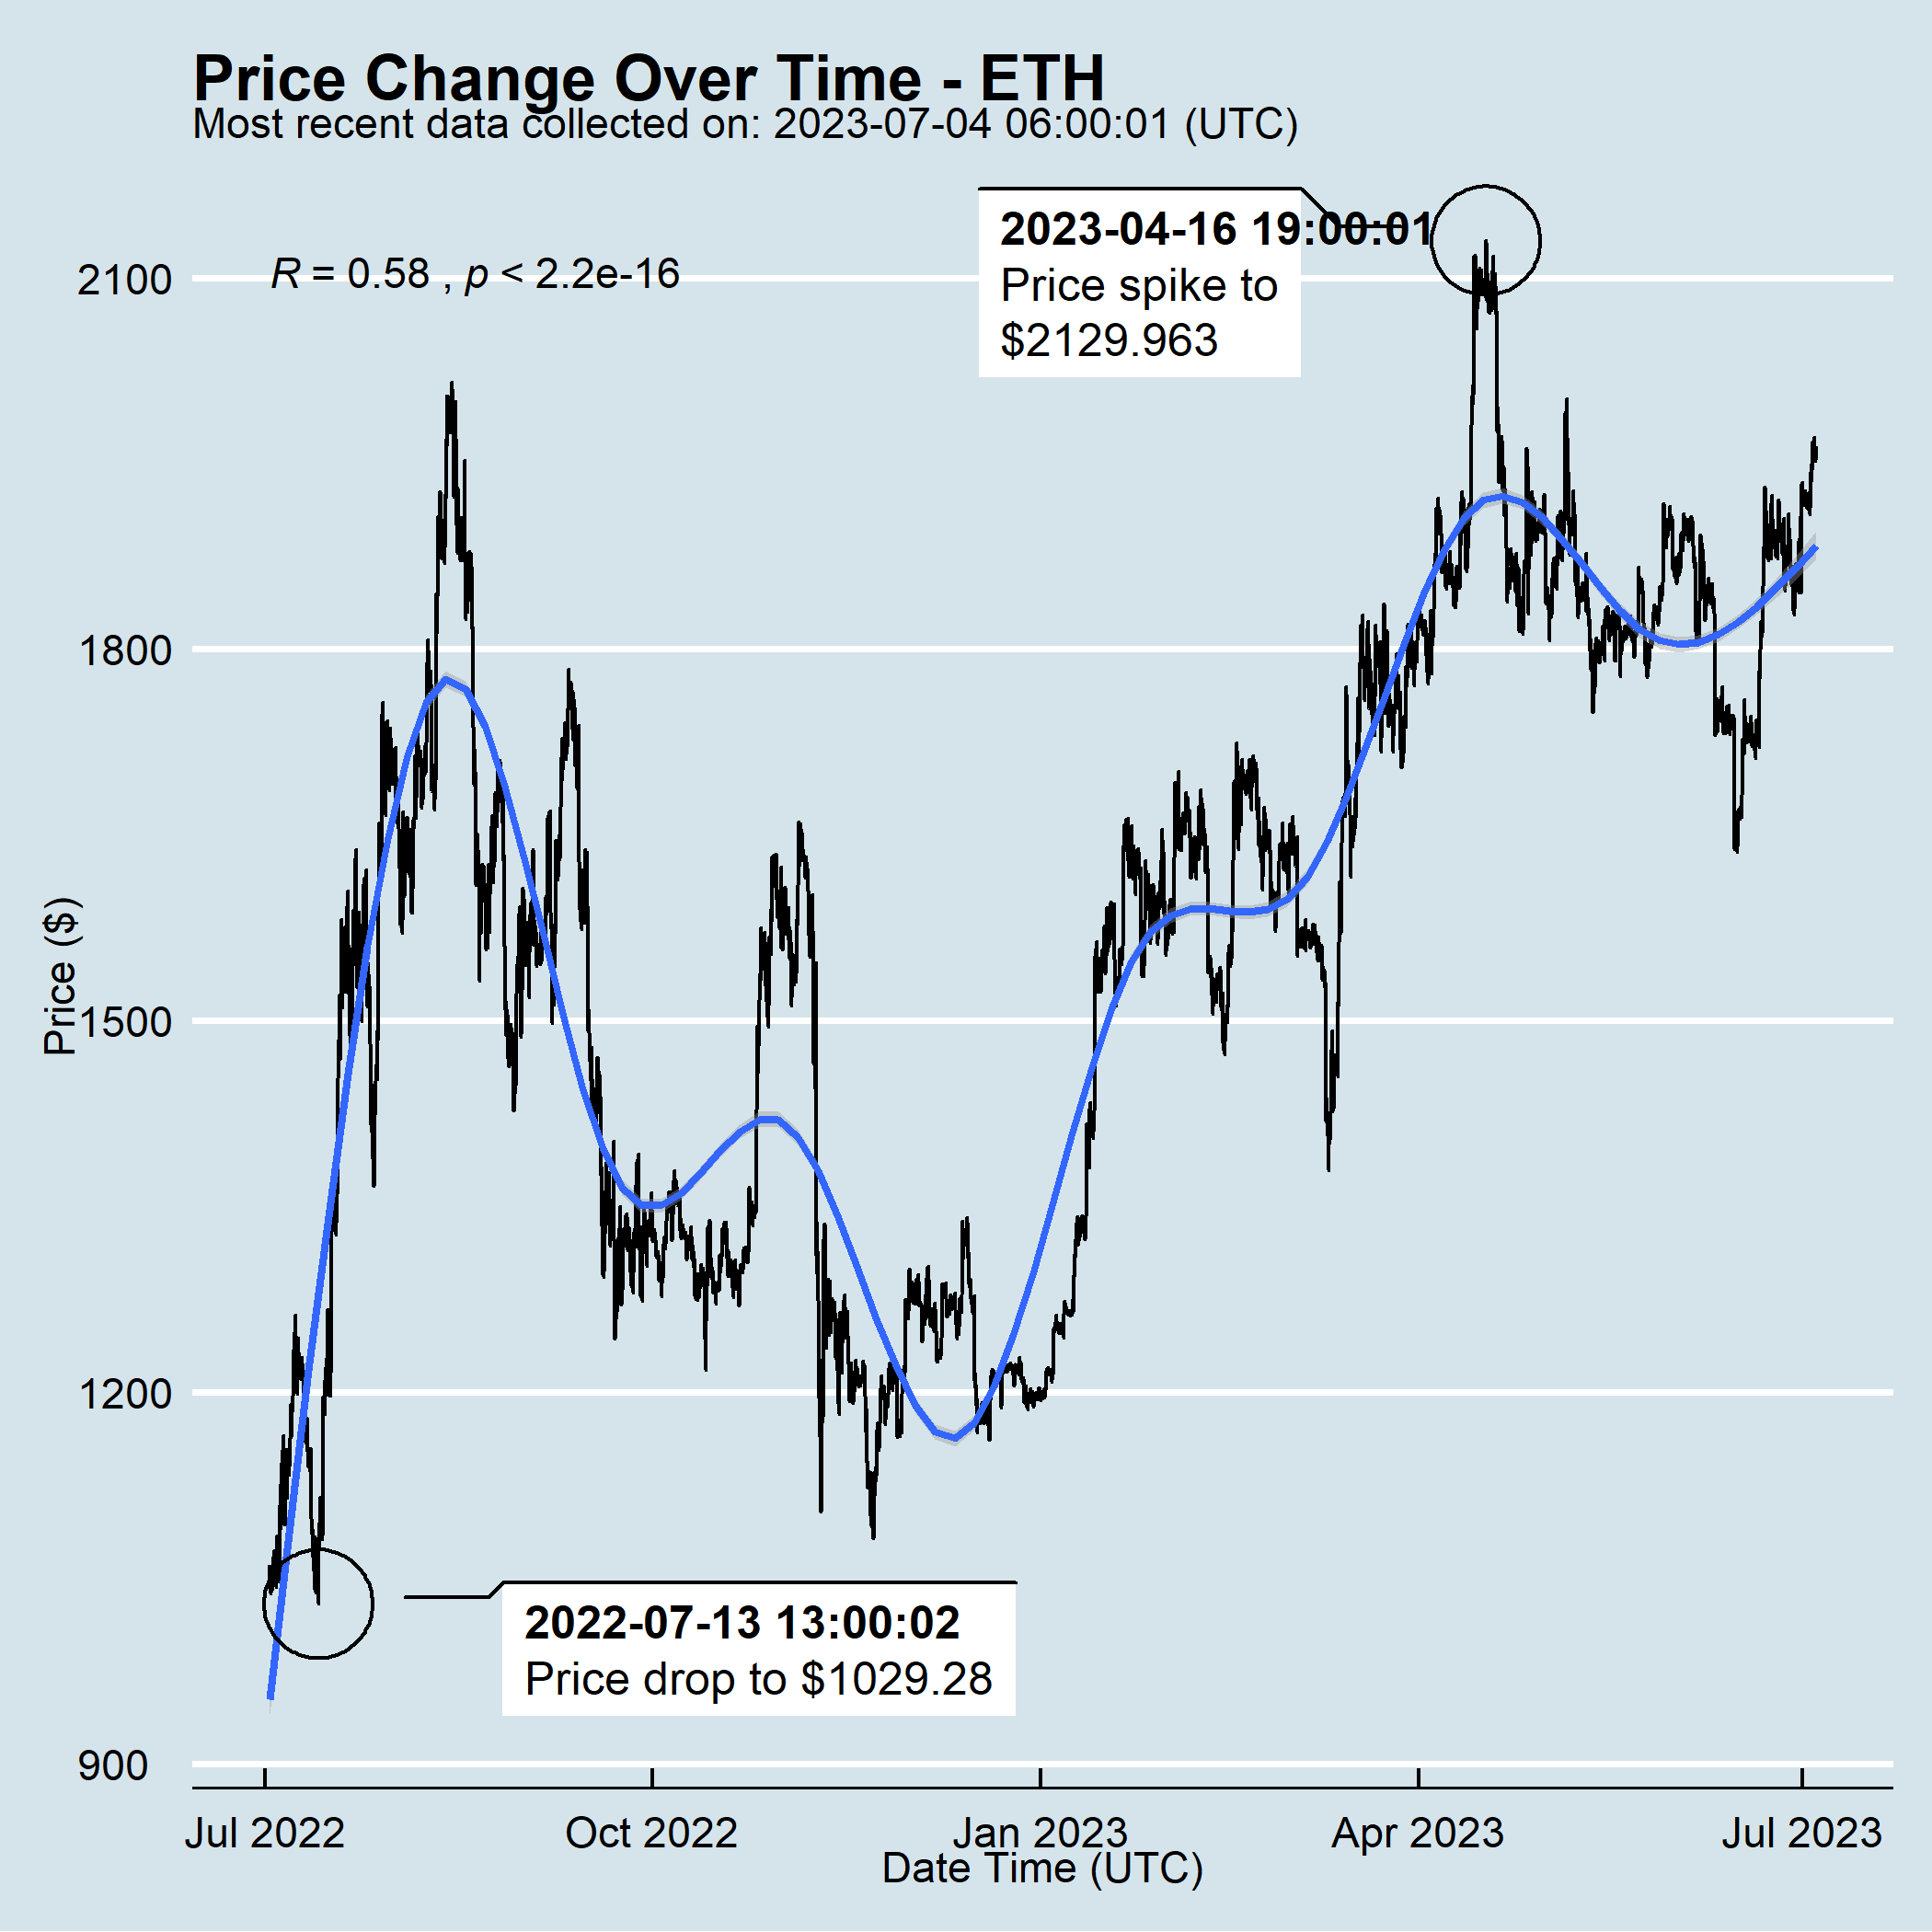 Price Change Over Time - ETH
Most recent data collected on: 2023-07-04 06:00:01 (UTC)
2023-04-16 19:00:01
Price spike to
$2129.963
R = 0.58 , p < 2.2e-16
2100
1800
1500
1200
900
Price ($)
2022-07-13 13:00:02
Price drop to $1029.28
Jul 2022
Oct 2022
Jan 2023
Apr 2023
Jul 2023
Date Time (UTC)